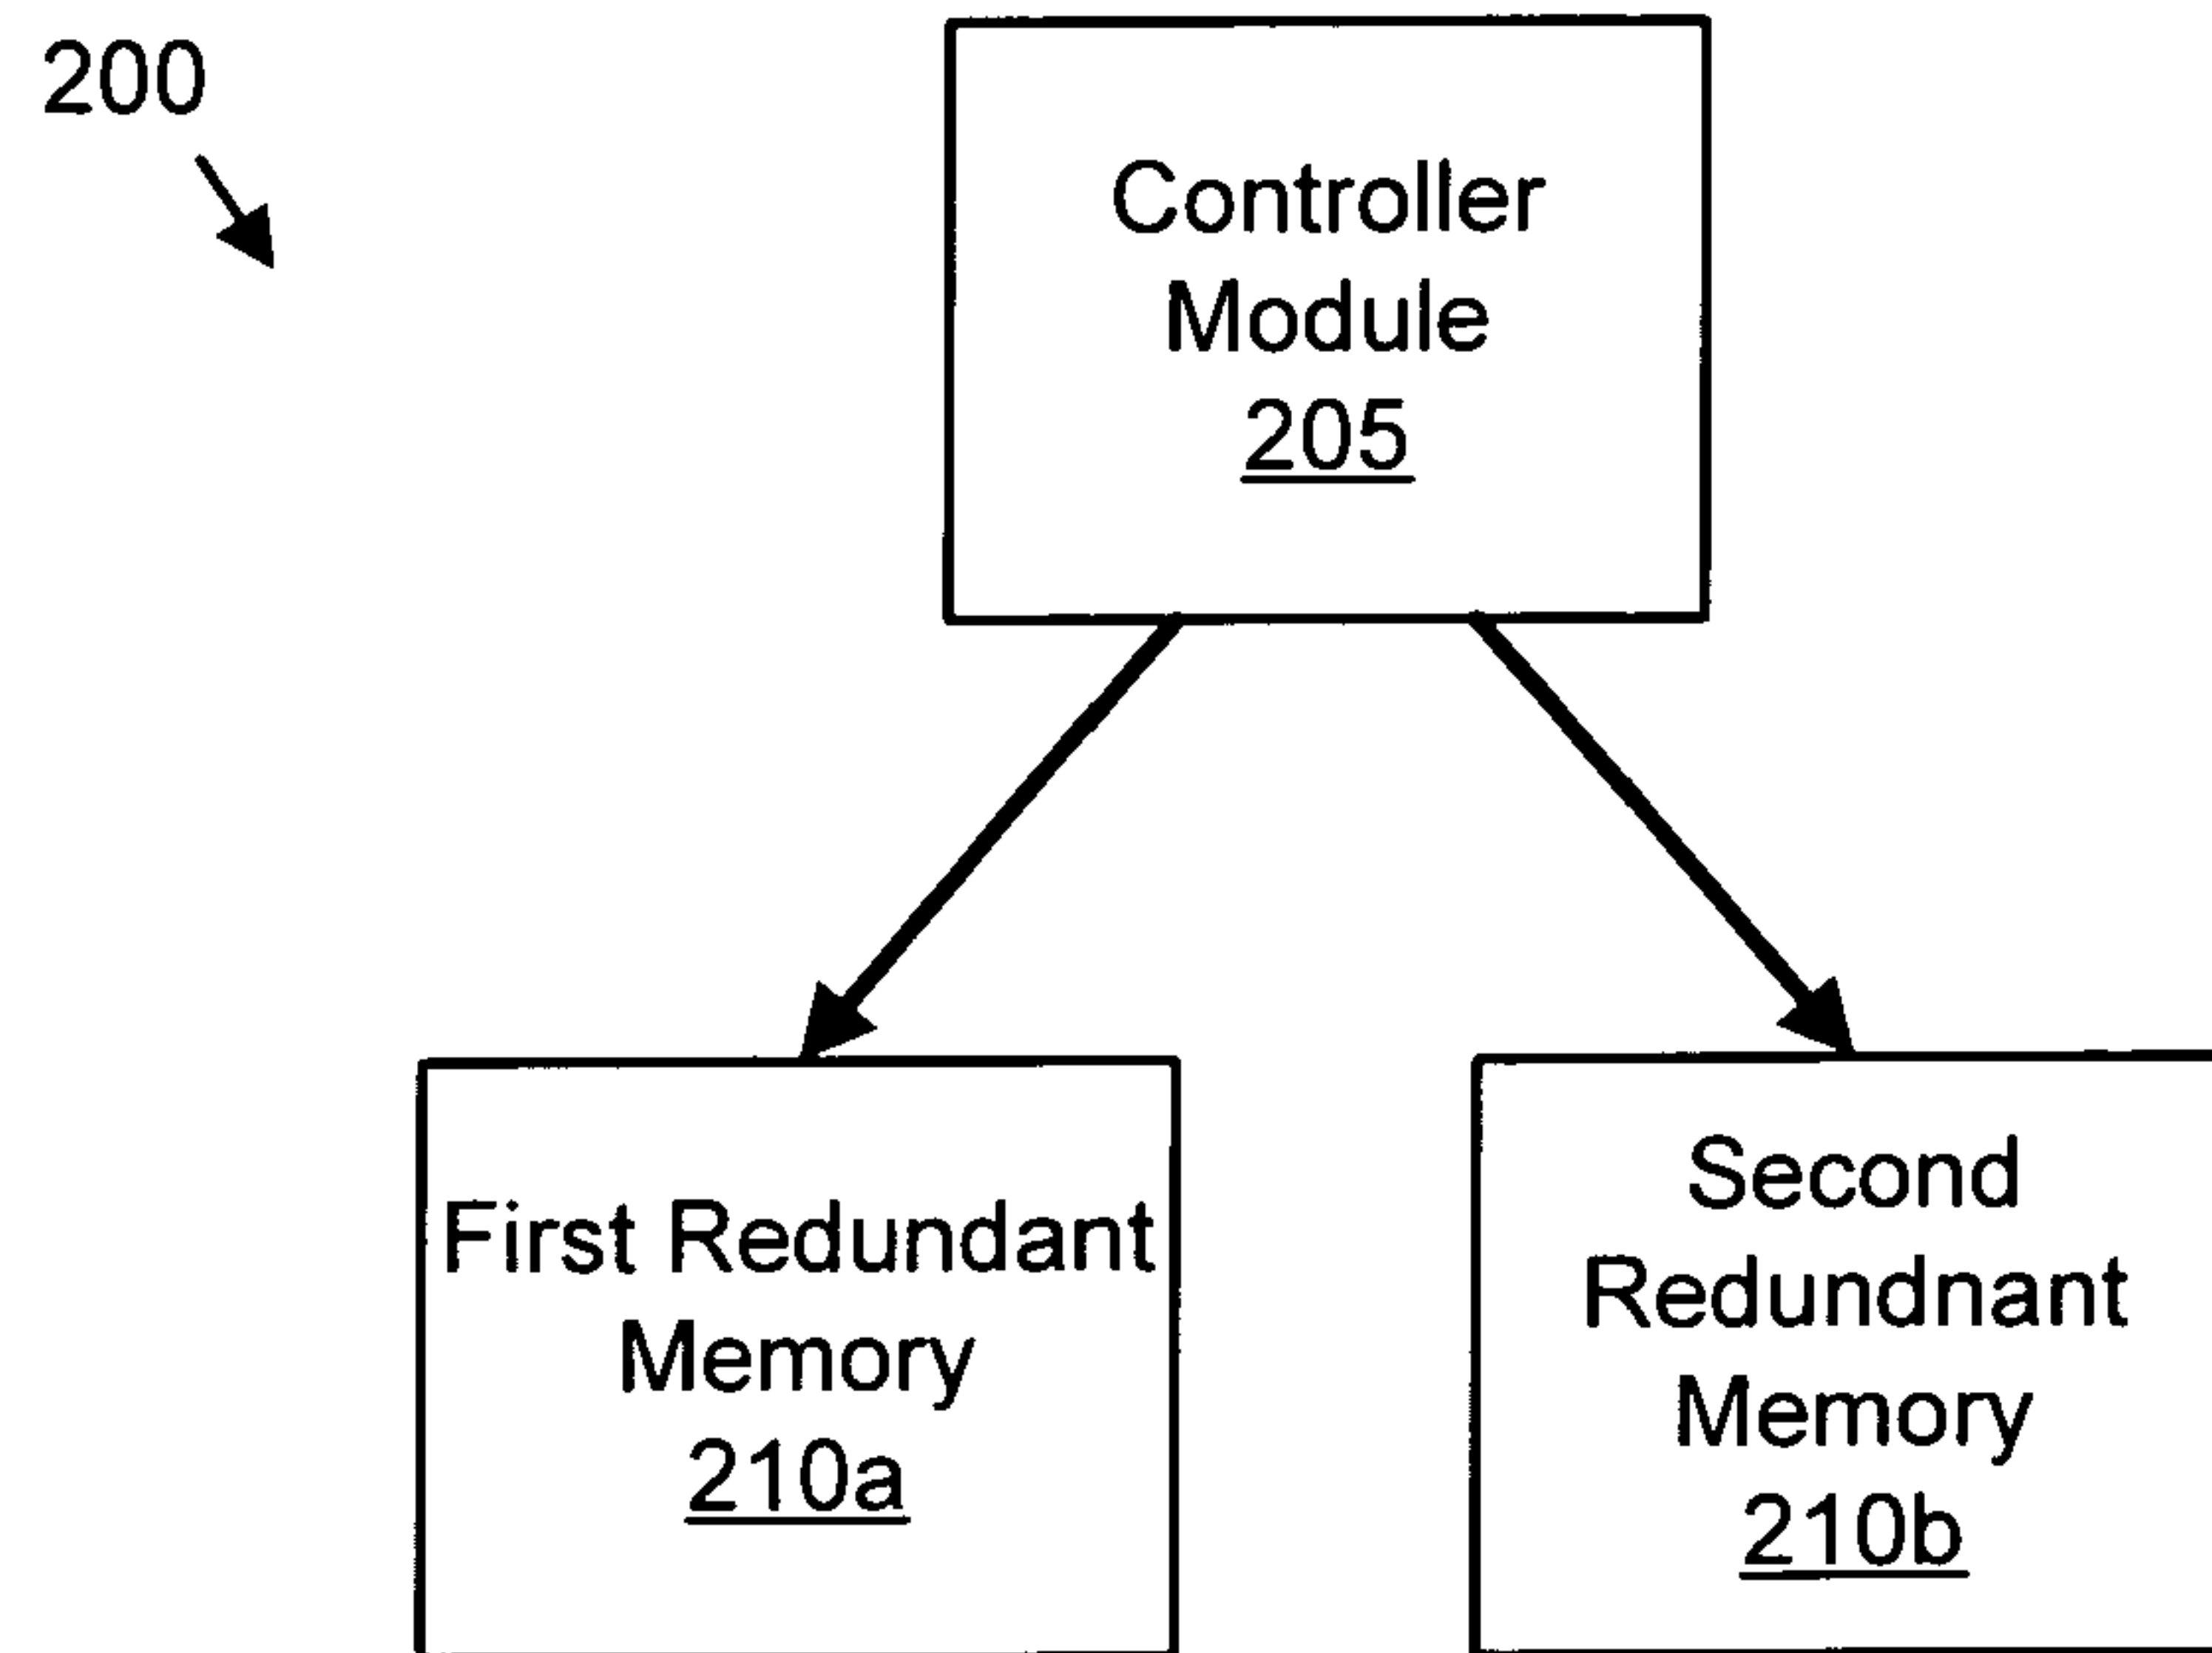 200
Controller
Module
205
First Redundant
Memory
210a
Second
Redundnant
Memory
210b